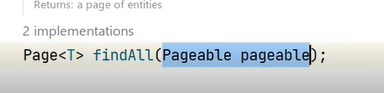 Returns: a page of entities
2 implementations
Page<T> findAll(Pageable pageable);